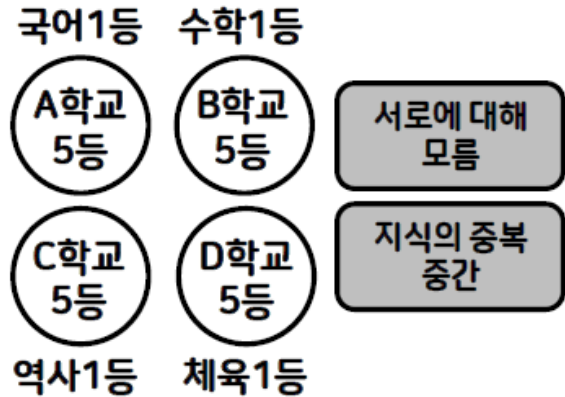 국어1등 수학1등
A학교
5등
B학교
5등
서로에 대해
모름
C학교
5등
D학교
5등
지식의 중복
중간
역사1등 체육1등